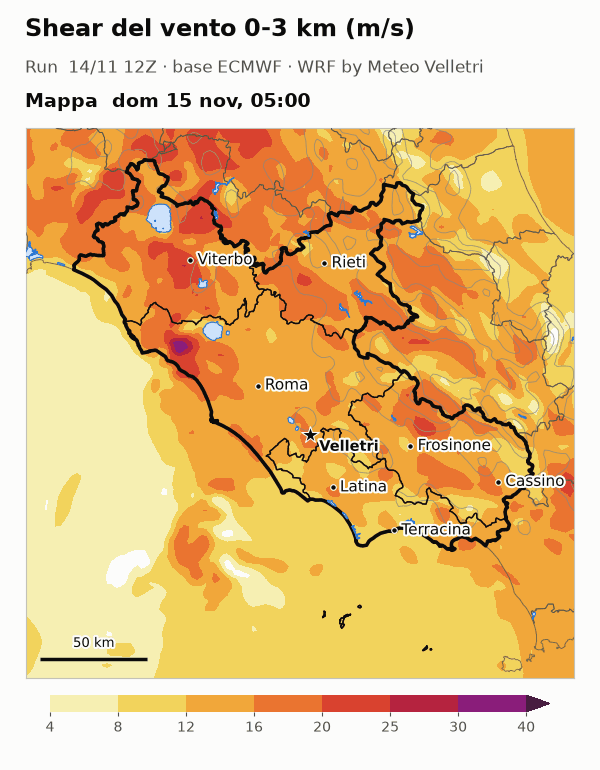 Shear del vento 0-3 km (m/s)
Run  14/11 12Z · base ECMWF · WRF by Meteo Velletri
Mappa  dom 15 nov, 05:00
Viterbo
Rieti
Roma
Velletri
Frosinone
Latina
Cassino
Terracina
50 km
4 8 12 16 20 25 30 40